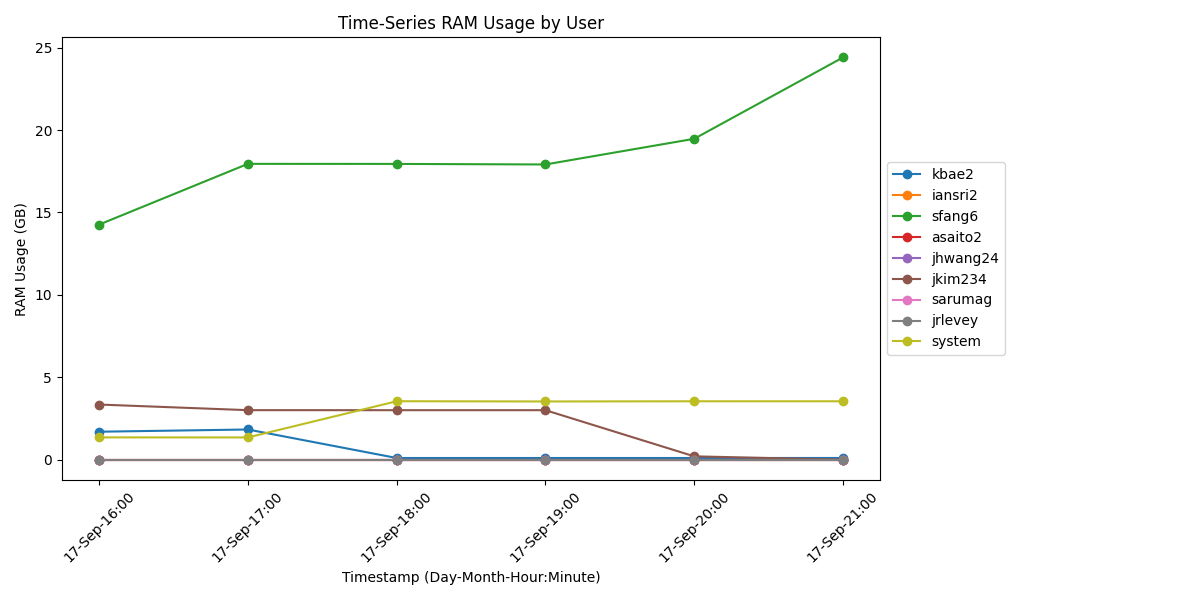 Time-Series RAM Usage by User
RAM Usage (GB)
25
20
15
10
5
0
17-Sep-16:00
17-Sep-17:00
17-Sep-18:00
17-Sep-19:00
17-Sep-20:00
17-Sep-21:00
Timestamp (Day-Month-Hour:Minute)
kbae2
iansri2
sfang6
asaito2
jhwang24
jkim234
sarumag
jrlevey
system